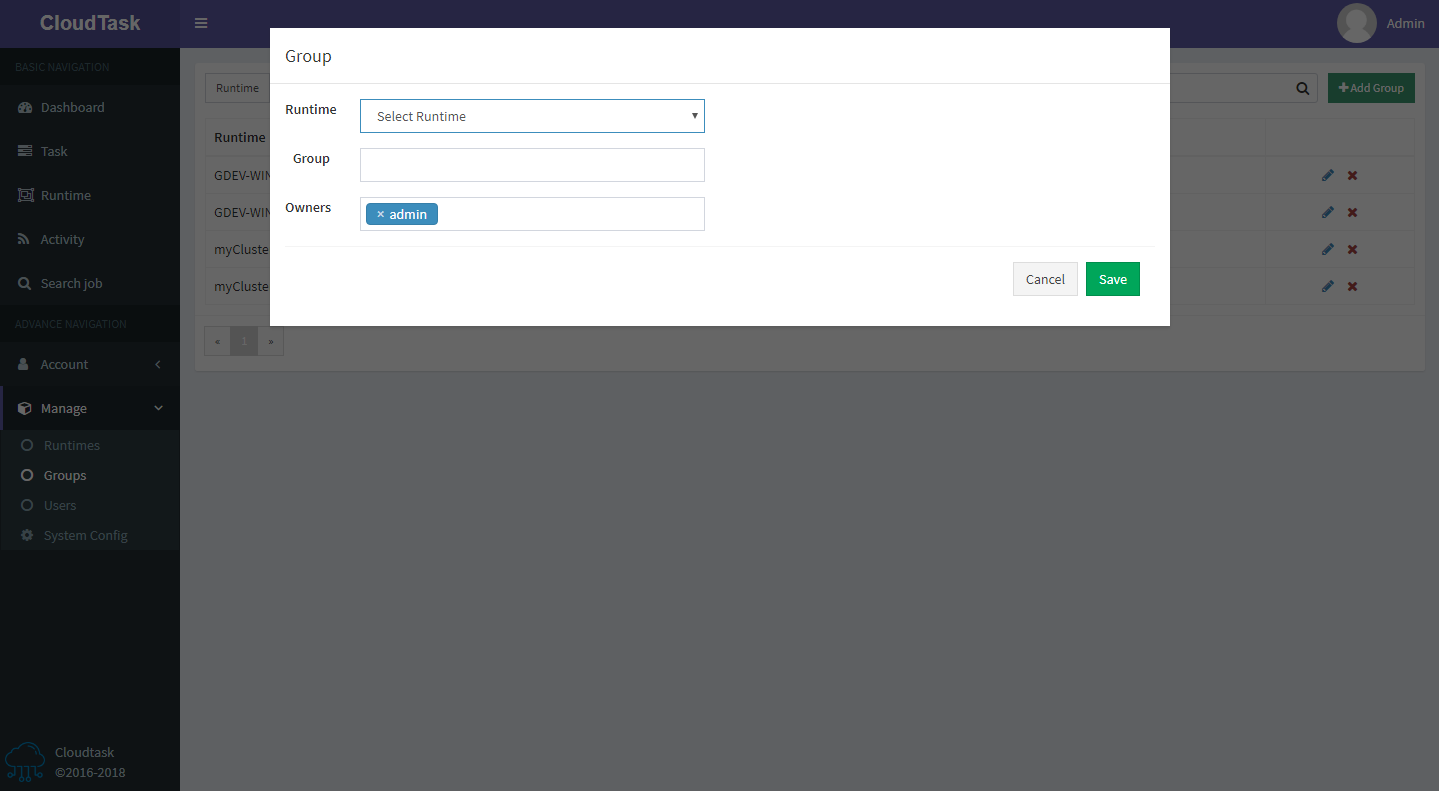 CloudTask
Admin
BASIC NAVIGATION
Dashboard
Task
Runtime
Activity
Search job
ADVANCE NAVIGATION
Account
Manage
Runtimes
Groups
Users
System Config
Cloudtask
©2016-2018
Group
Runtime
Select Runtime
Group
Owners
× admin
Cancel
Save
Runtime
Add Group
Runtime
GDEV-WIN
GDEV-WIN
myCluste
myCluste
« 1 »